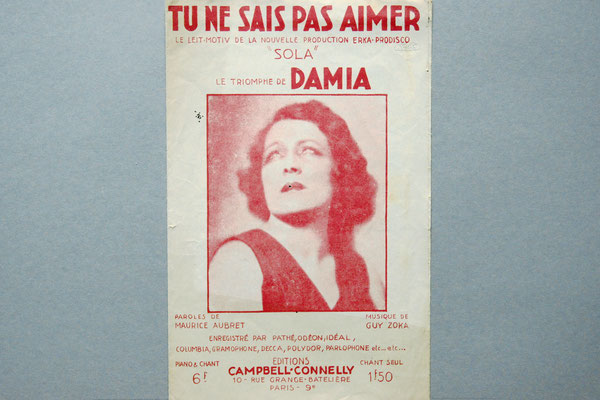 TU NE SAIS PAS AIMER
LE LEIT-MOTIV DE LA NOUVELLE PRODUCTION ERKA-PRODISCO
"SOLA"
LE TRIOMPHE DE DAMIA
PAROLES DE
MAURICE AUBRET
MUSIQUE DE
GUY ZOKA
ENREGISTRÉ PAR PATHÉ, ODÉON, IDÉAL,
COLUMBIA, GRAMOPHONE, DECCA, POLYDOR, PARLOPHONE etc... etc...
PIANO & CHANT
6F
EDITIONS
CAMPBELL-CONNELLY
10 - RUE GRANGE-BATELIÈRE
PARIS - 9e
CHANT SEUL
1F50